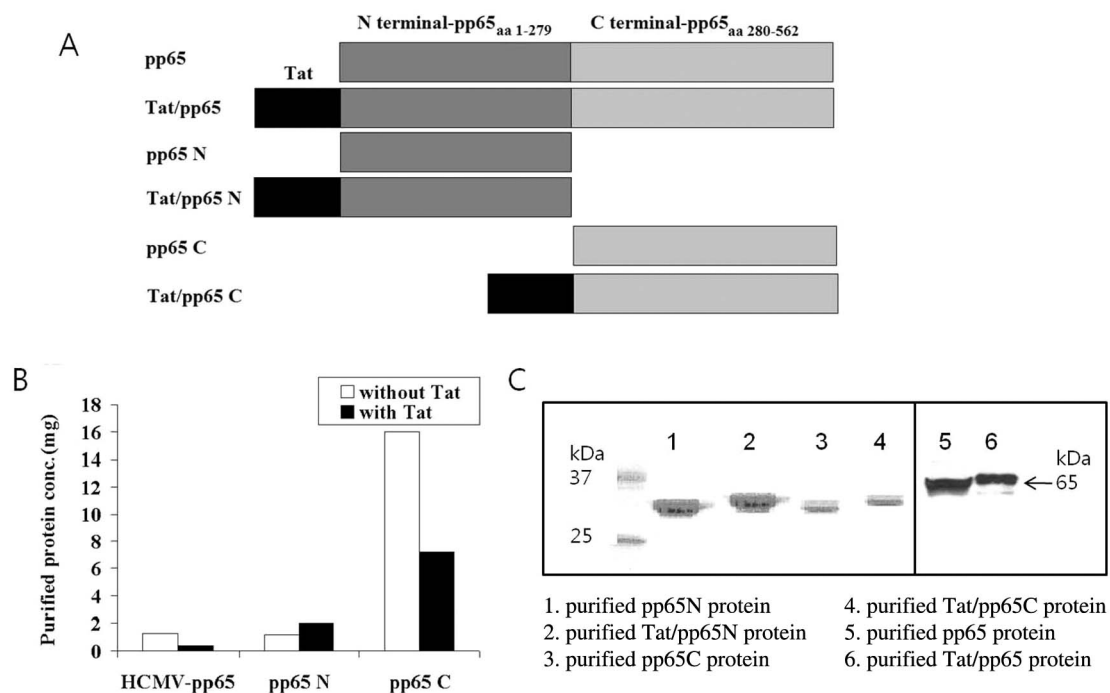 A
N terminal-pp65aa 1-279 C terminal-pp65aa 280-562
pp65
Tat
Tat/pp65
pp65 N
Tat/pp65 N
pp65 C
Tat/pp65 C
B
without Tat
with Tat
Purified protein conc.(mg)
18
16
14
12
10
8
6
4
2
0
HCMV-pp65 pp65 N pp65 C
C
1 2 3 4 5 6
kDa
37
25
kDa
65
1. purified pp65N protein
2. purified Tat/pp65N protein
3. purified pp65C protein
4. purified Tat/pp65C protein
5. purified pp65 protein
6. purified Tat/pp65 protein